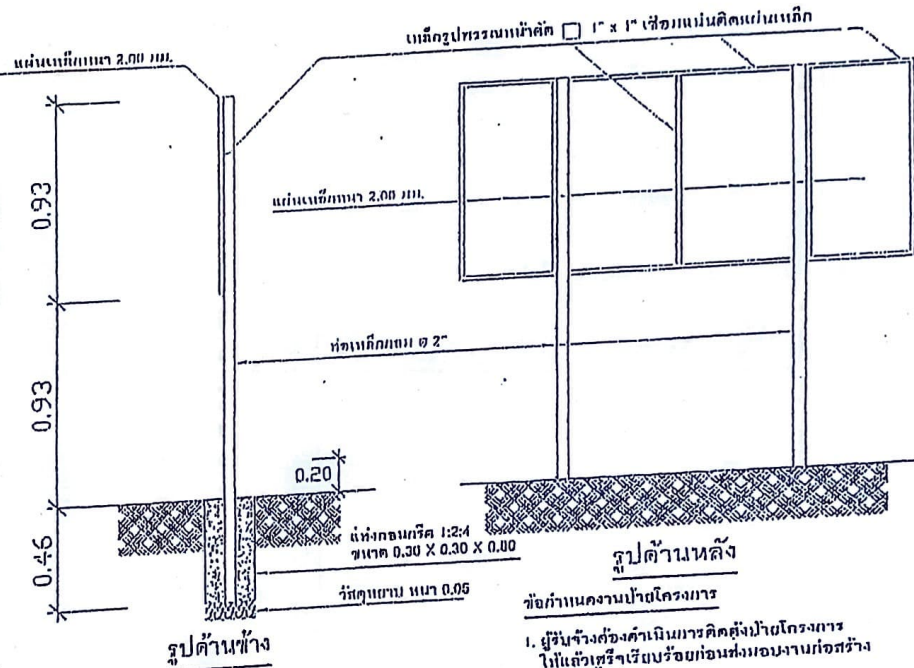 เหล็กรูปพรรณหน้าตัด 1" x 1" เชื่อมแน่นติดแผ่นเหล็ก
แผ่นเหล็กหนา 2.00 มม.
0.93
แผ่นเหล็กหนา 2.00 มม.
ท่อเหล็กกลม ø 2"
0.93
0.20
0.46
แท่งคอนกรีต 1:2:4
ขนาด 0.30 X 0.30 X
วัสดุหยาบ หนา 0.05
รูปด้านข้าง
รูปด้านหลัง
ข้อกำหนดงานป้ายโครงการ
1. ผู้รับจ้างต้องดำเนินการติดตั้งป้ายโครงการ
ให้แล้วเสร็จเรียบร้อยก่อนส่งมอบงานก่อสร้าง